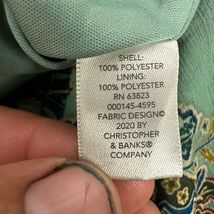 SHELL:
100% POLYESTER
LINING:
100% POLYESTER
RN 63823
000145-4595
FABRIC DESIGN©
2020 BY
CHRISTOPHER
& BANKS®
COMPANY